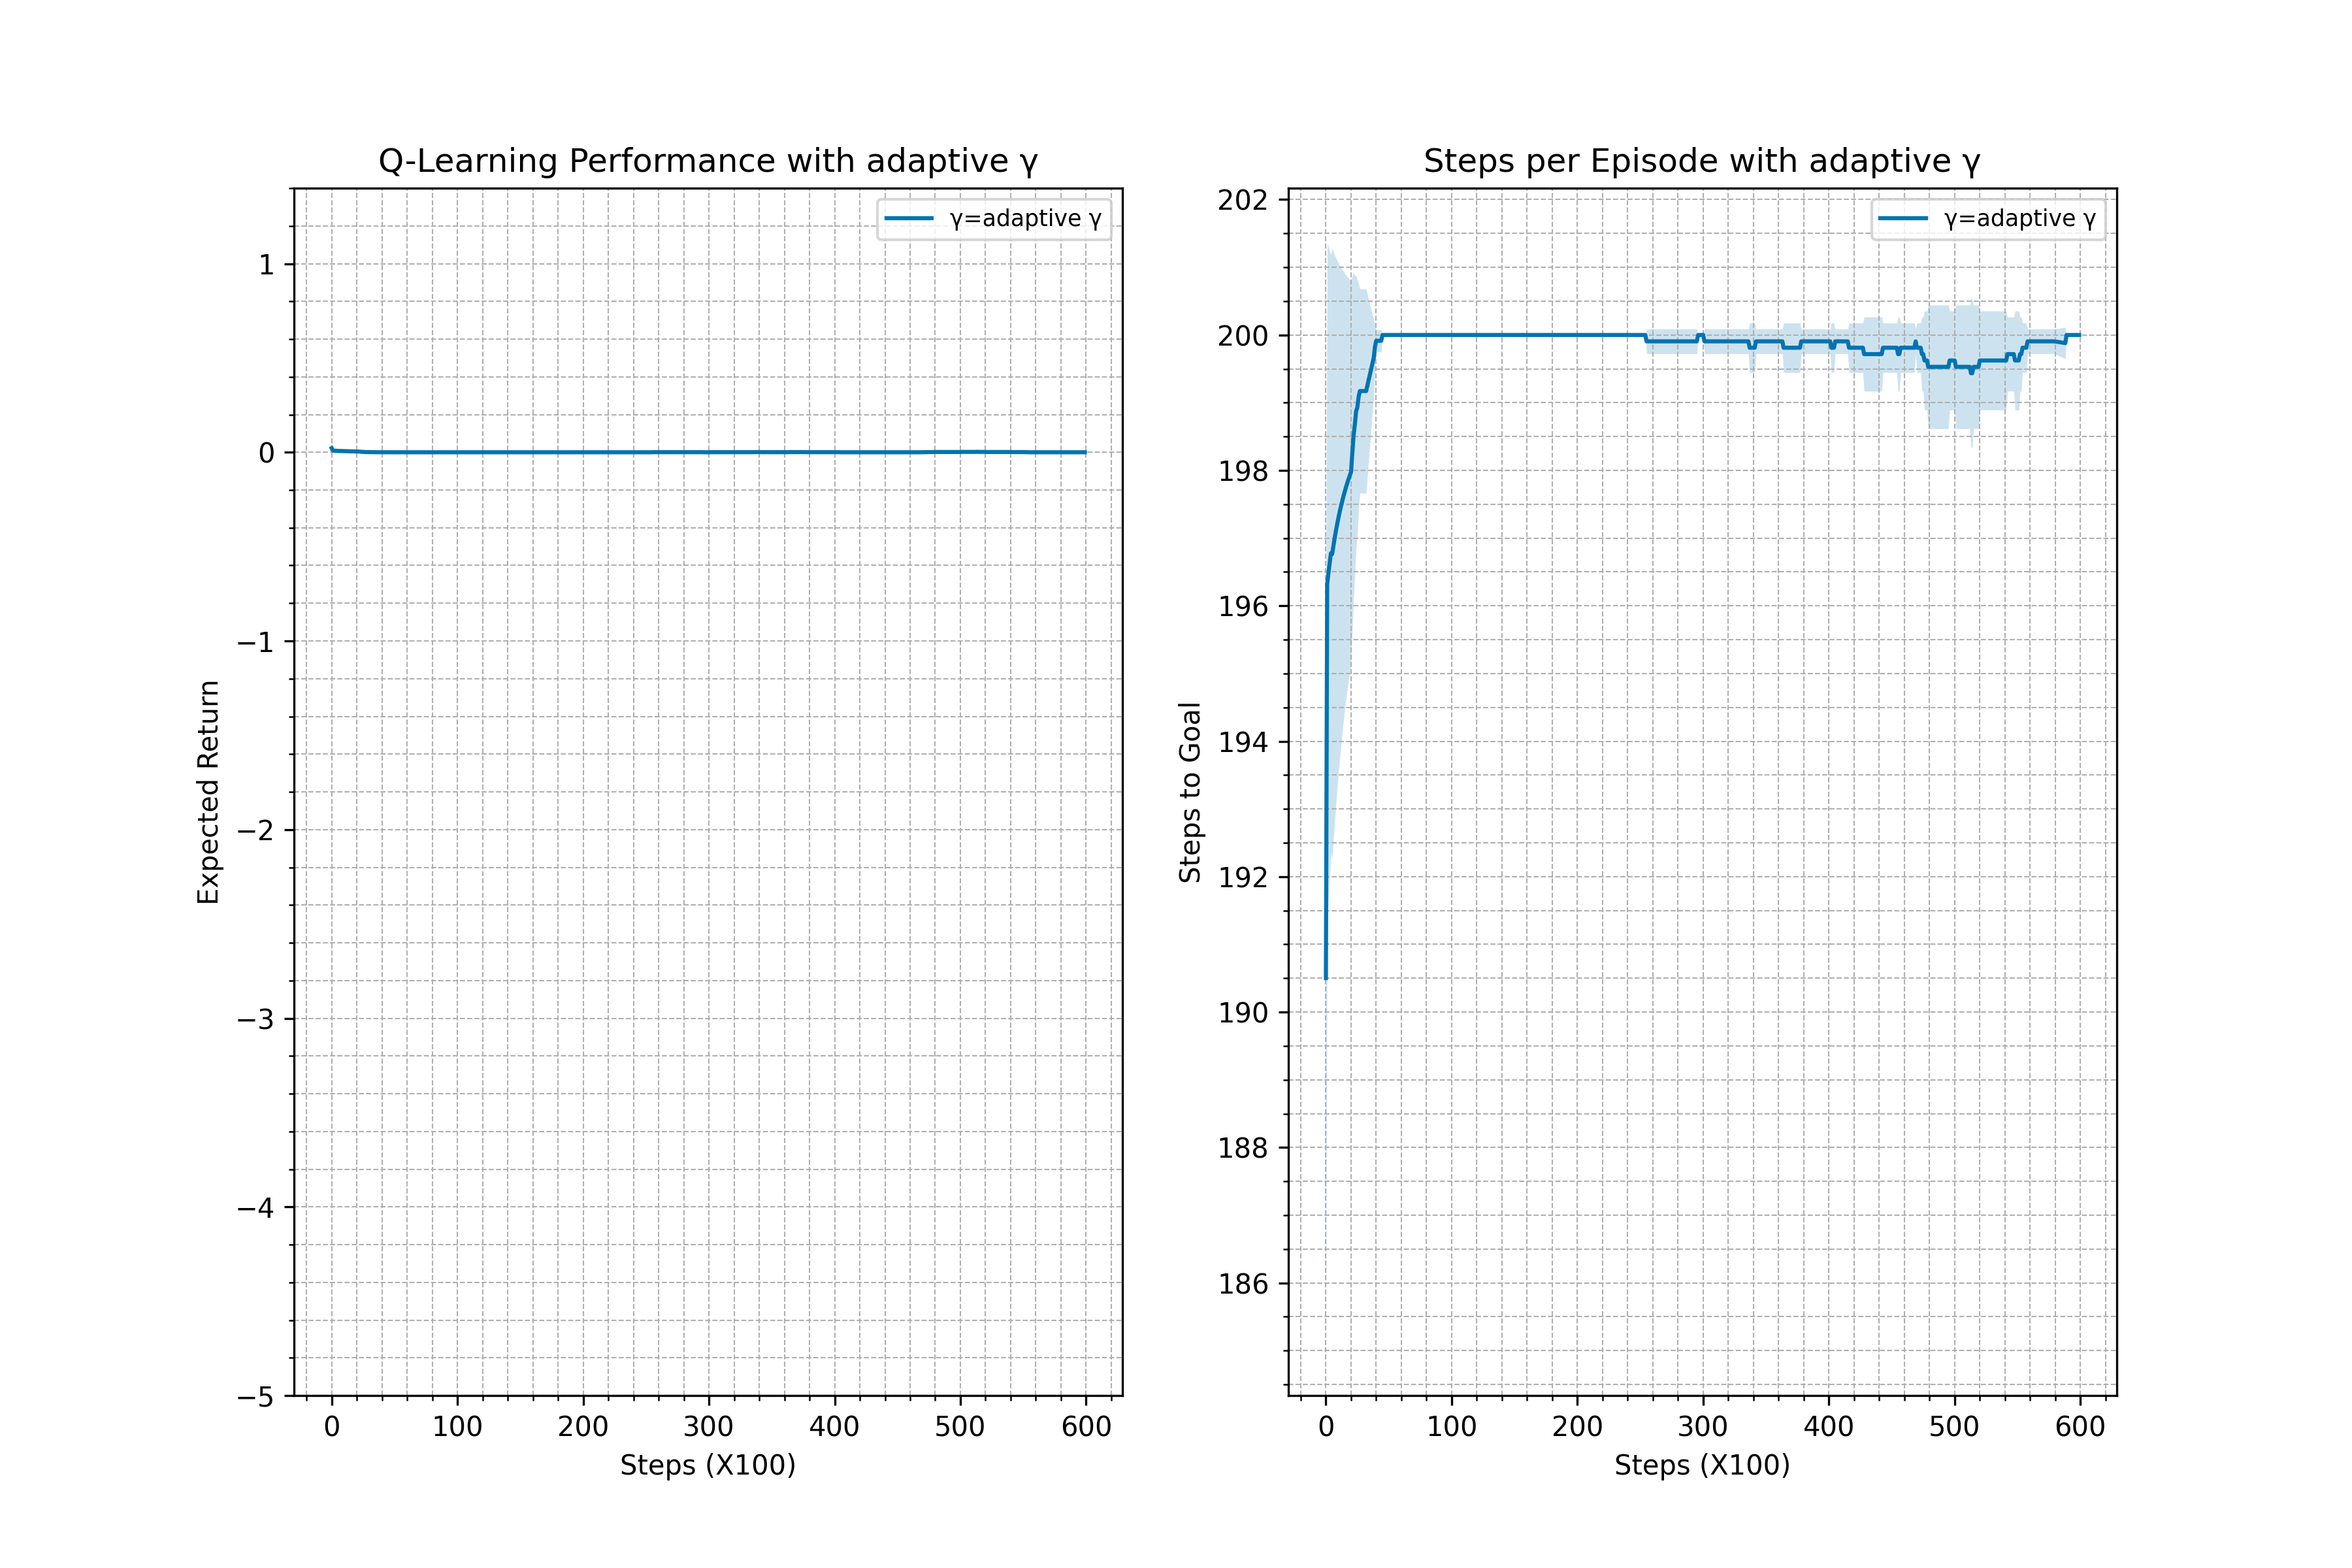 Q-Learning Performance with adaptive γ
γ=adaptive γ
1
0
−1
−2
−3
−4
−5
Expected Return
0 100 200 300 400 500 600
Steps (X100)
Steps per Episode with adaptive γ
γ=adaptive γ
202
200
198
196
194
192
190
188
186
Steps to Goal
0 100 200 300 400 500 600
Steps (X100)